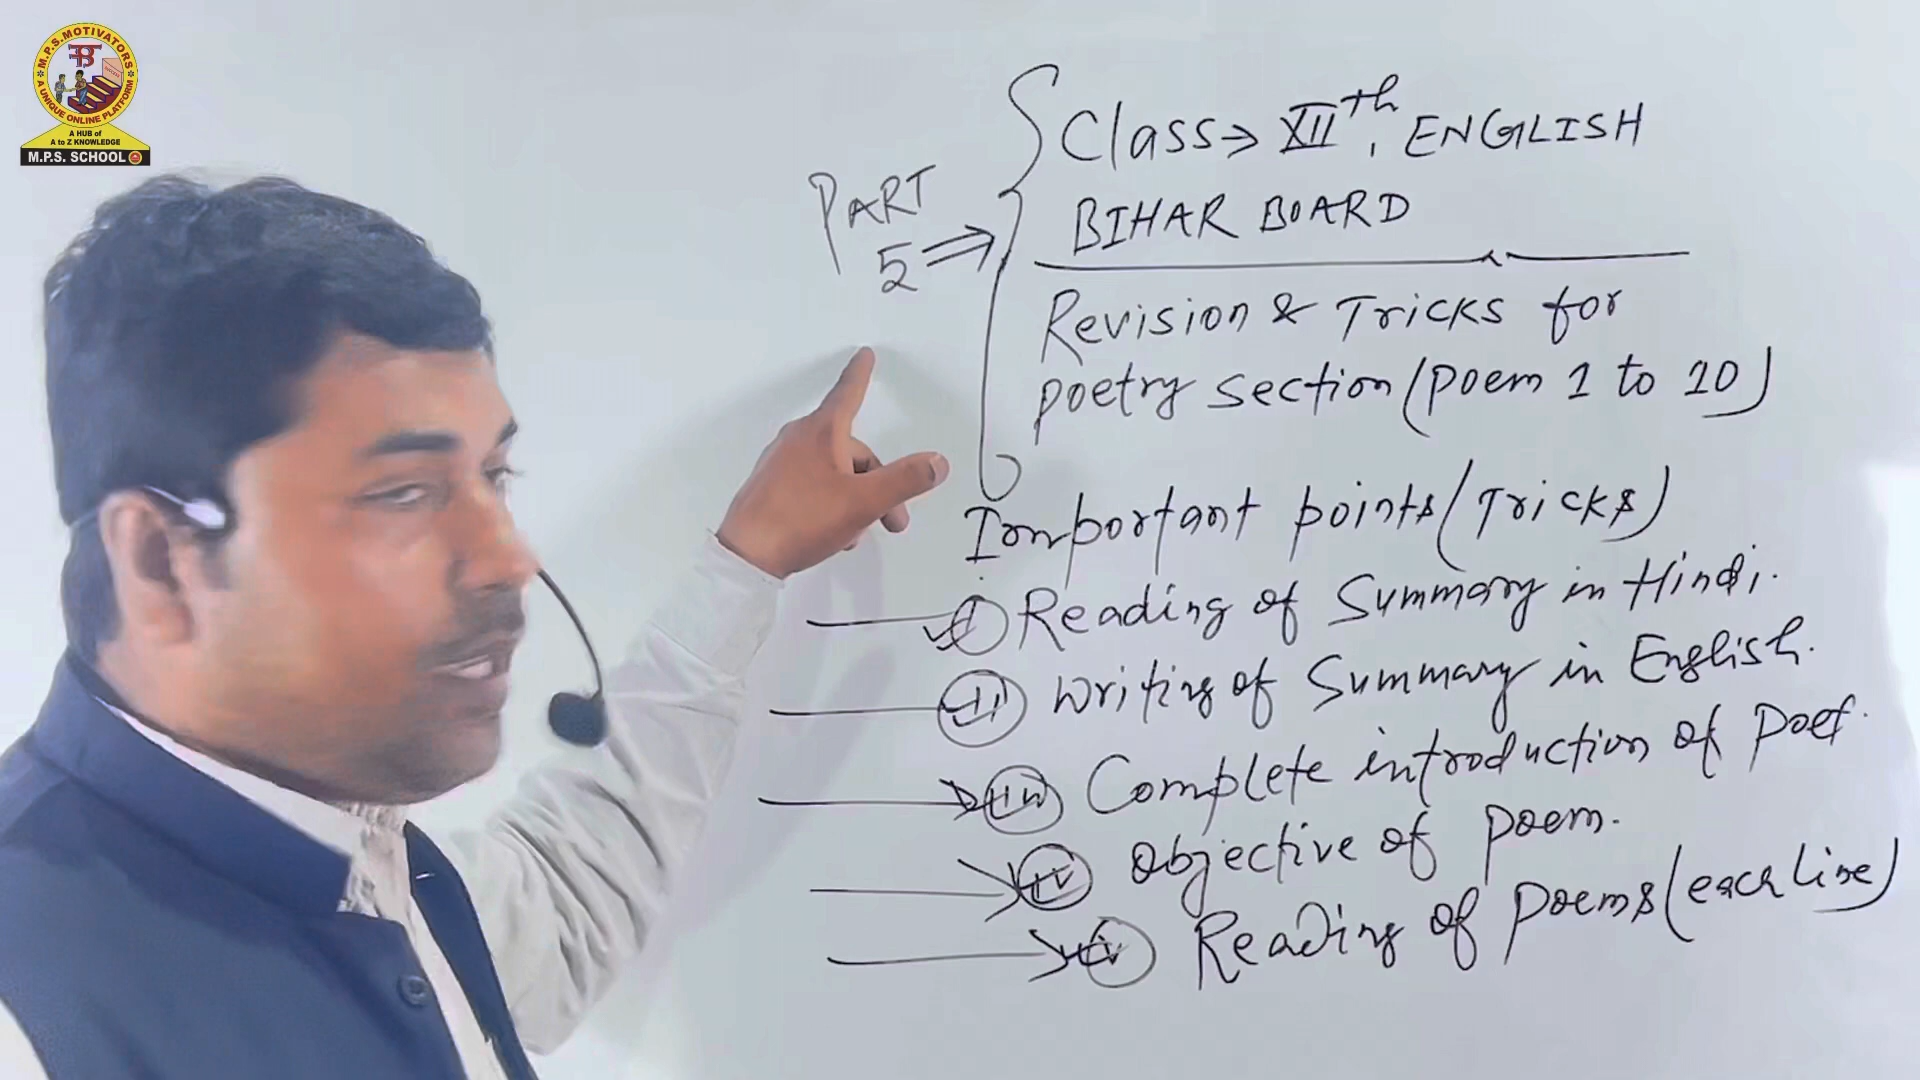 M.P.S. MOTIVATORS
A UNIQUE ONLINE PLATFORM
A HUB of
A to Z KNOWLEDGE
M.P.S. SCHOOL
PART
5 ⇒
Class → XIIth, ENGLISH
BIHAR BOARD
Revision & Tricks for
poetry section (poem 1 to 10)
Important points (Tricks)
(i) Reading of Summary in Hindi.
(ii) Writing of Summary in English.
(iii) Complete introduction of poet.
(iv) Objective of poem.
(v) Reading of poems (each line)